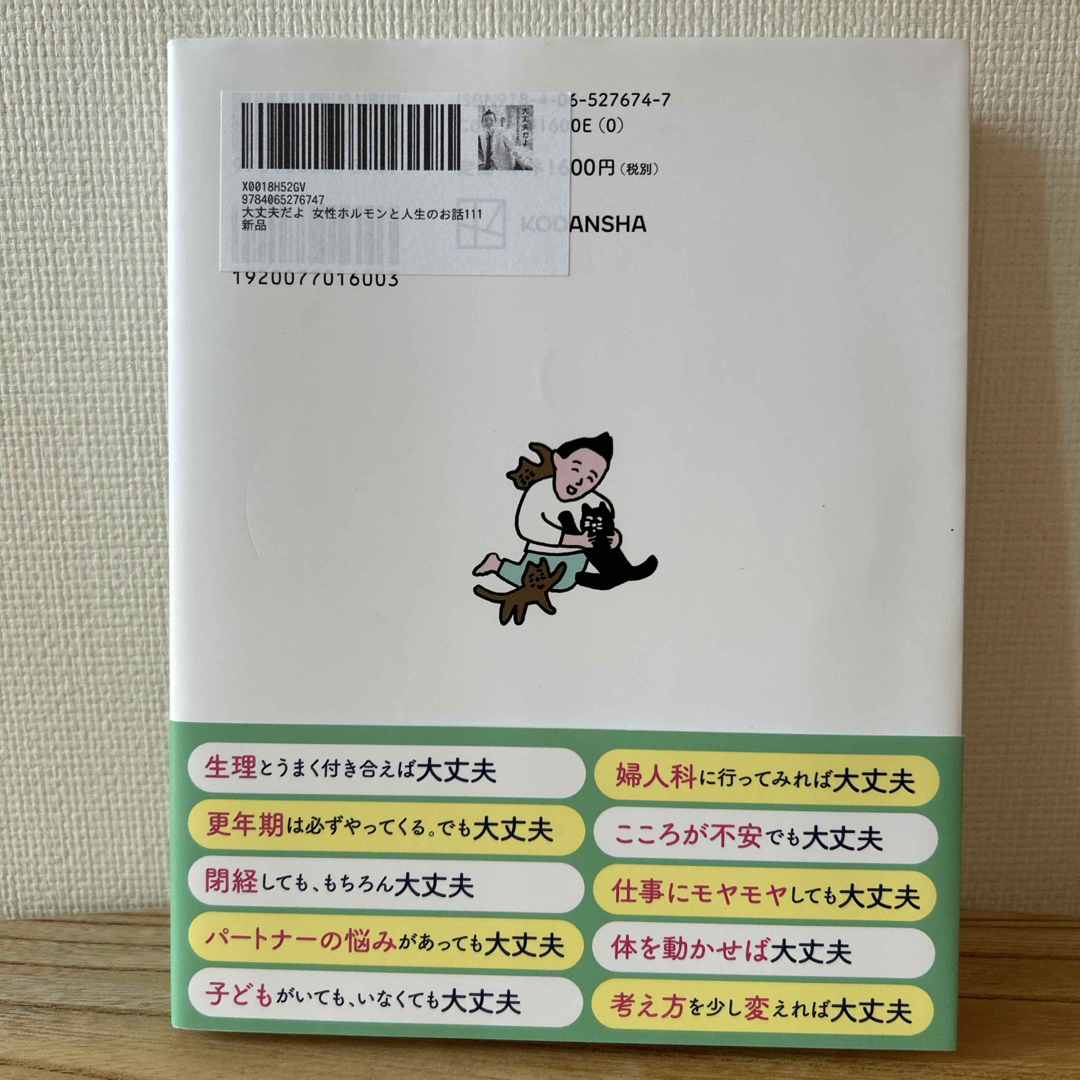 ISBN978-4-06-527674-7
1600E (0)
1600円 (税別)
KODANSHA
X0018H52GV
9784065276747
大丈夫だよ 女性ホルモンと人生のお話111
新品
1920077016003
大丈夫だよ
生理とうまく付き合えば大丈夫
更年期は必ずやってくる。でも大丈夫
閉経しても、もちろん大丈夫
パートナーの悩みがあっても大丈夫
子どもがいても、いなくても大丈夫
婦人科に行ってみれば大丈夫
こころが不安でも大丈夫
仕事にモヤモヤしても大丈夫
体を動かせば大丈夫
考え方を少し変えれば大丈夫